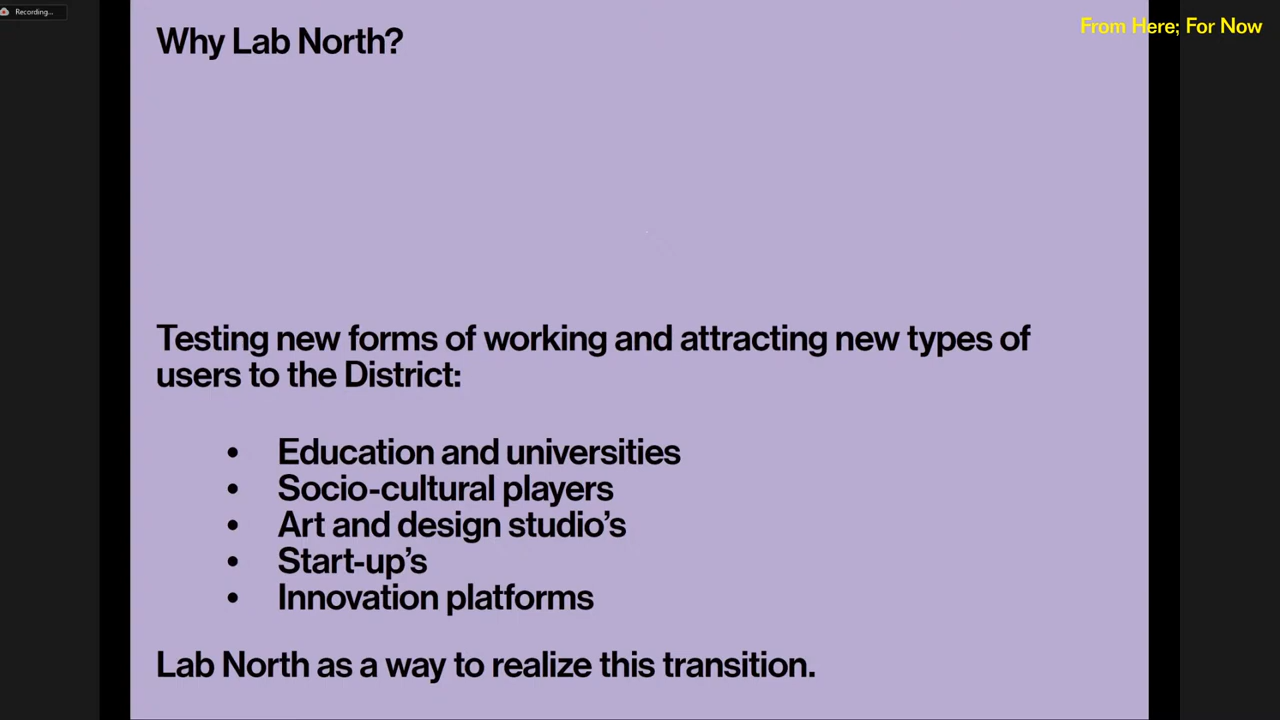 Recording...
From Here; For Now
Why Lab North?
Testing new forms of working and attracting new types of
users to the District:
• Education and universities
• Socio-cultural players
• Art and design studio’s
• Start-up’s
• Innovation platforms
Lab North as a way to realize this transition.